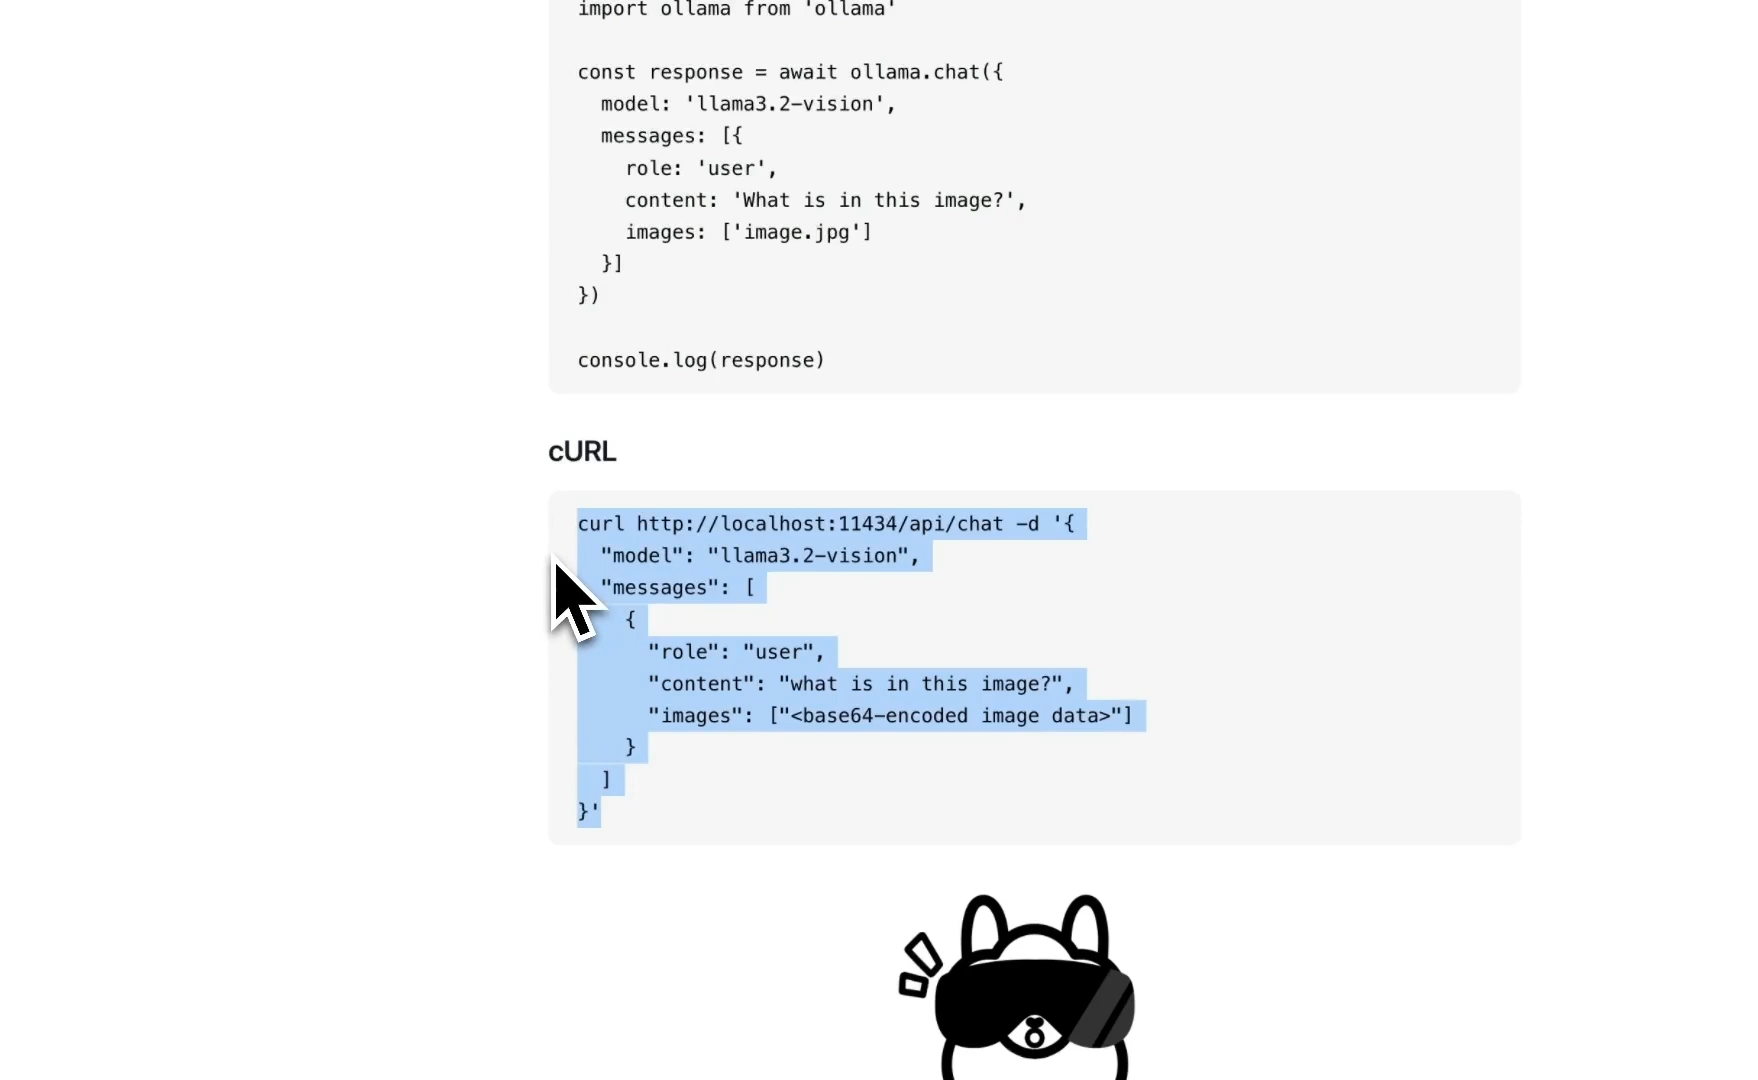 import ollama from 'ollama'

const response = await ollama.chat({
  model: 'llama3.2-vision',
  messages: [{
    role: 'user',
    content: 'What is in this image?',
    images: ['image.jpg']
  }]
})

console.log(response)

cURL

curl http://localhost:11434/api/chat -d '{
  "model": "llama3.2-vision",
  "messages": [
    {
      "role": "user",
      "content": "what is in this image?",
      "images": ["<base64-encoded image data>"]
    }
  ]
}'